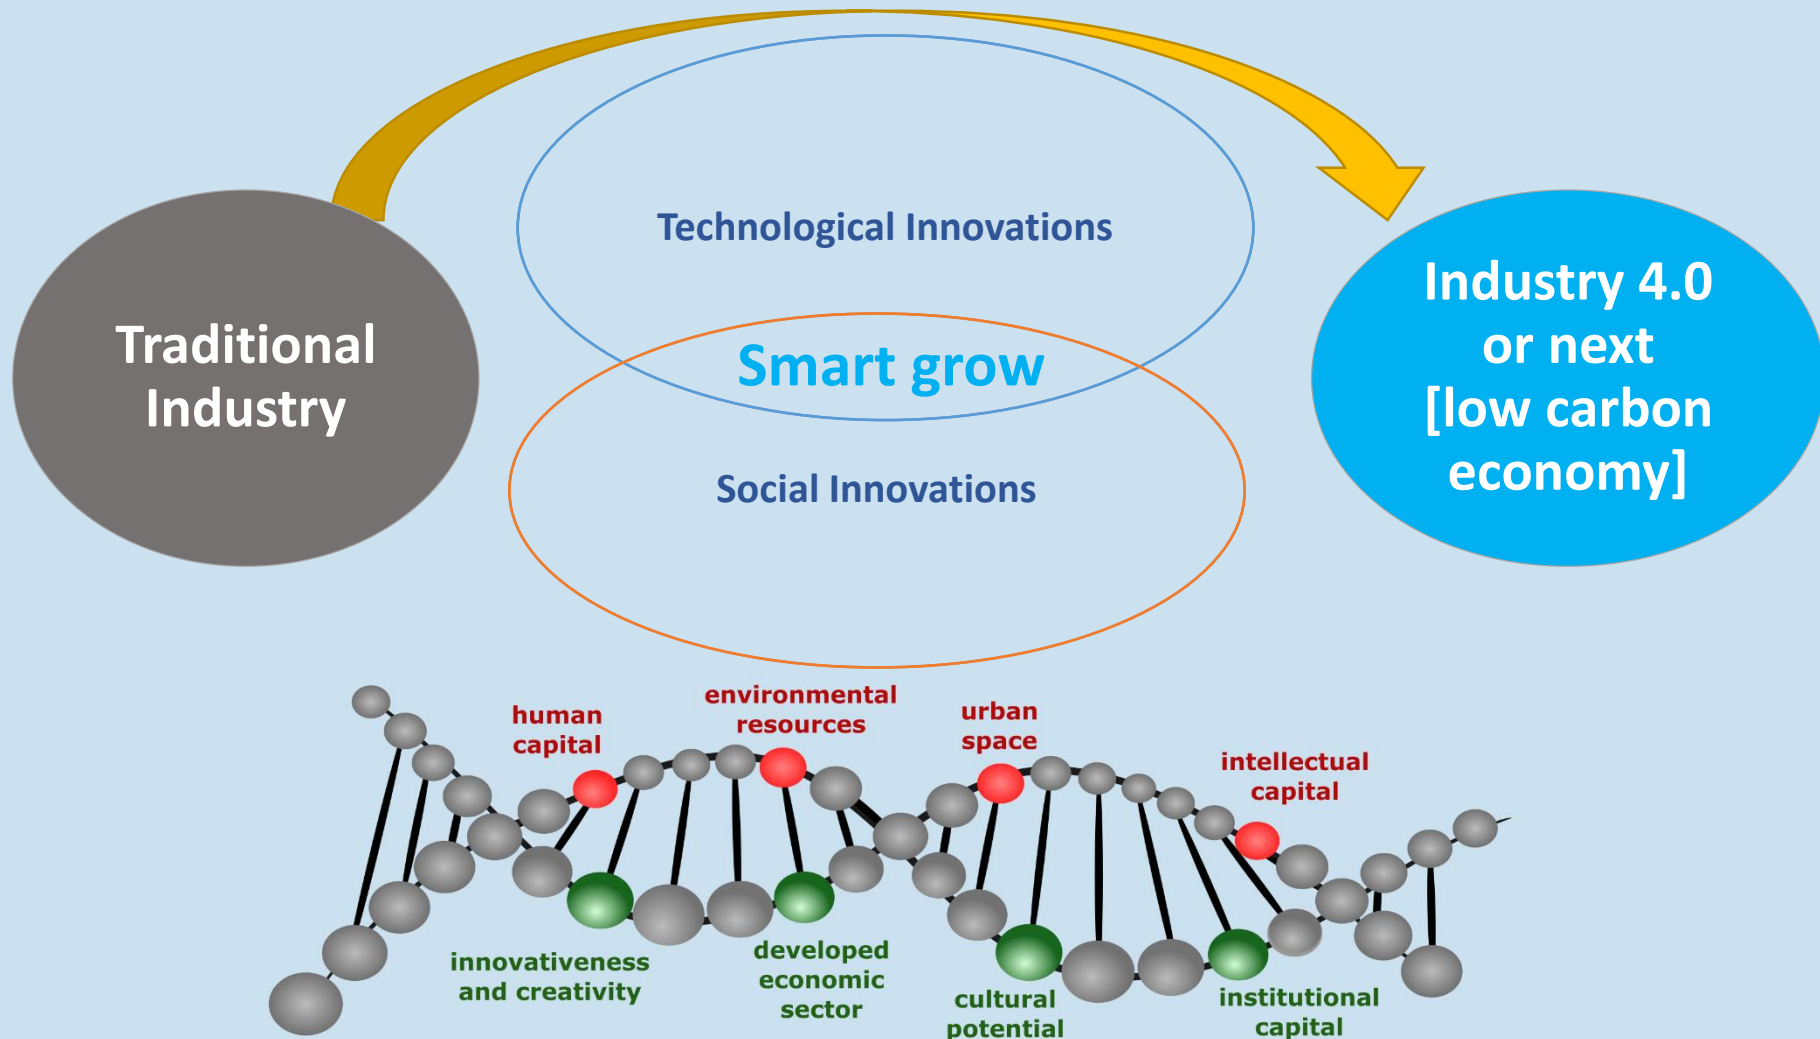 Technological Innovations
Traditional
Industry
Smart grow
Social Innovations
Industry 4.0
or next
[low carbon
economy]
human
capital
environmental
resources
urban
space
intellectual
capital
innovativeness
and creativity
developed
economic
sector
cultural
potential
institutional
capital